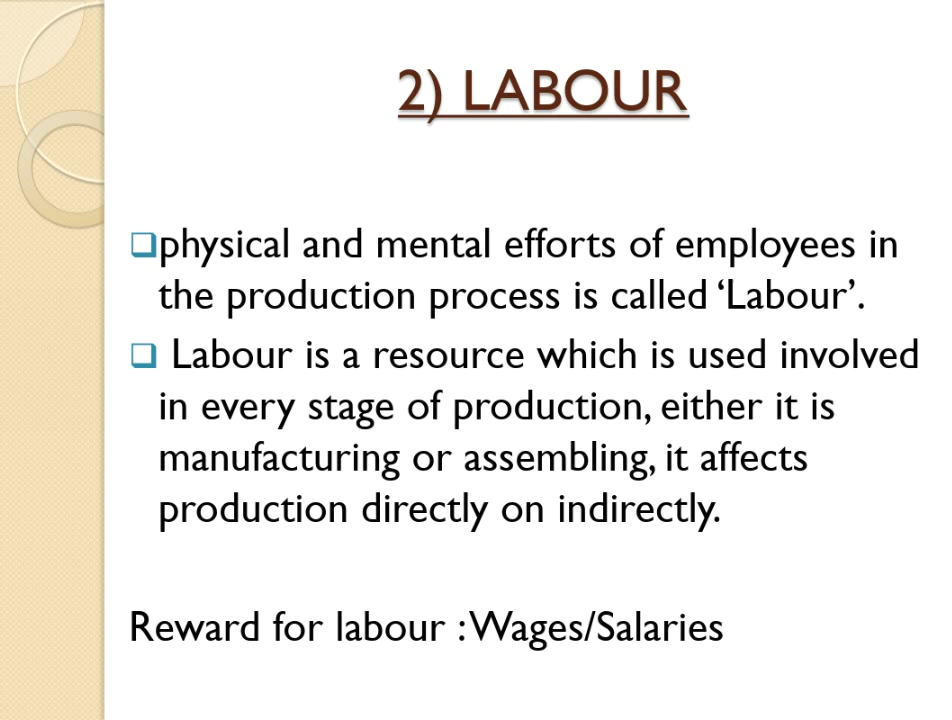 2) LABOUR
physical and mental efforts of employees in
the production process is called ‘Labour’.
Labour is a resource which is used involved
in every stage of production, either it is
manufacturing or assembling, it affects
production directly on indirectly.
Reward for labour : Wages/Salaries